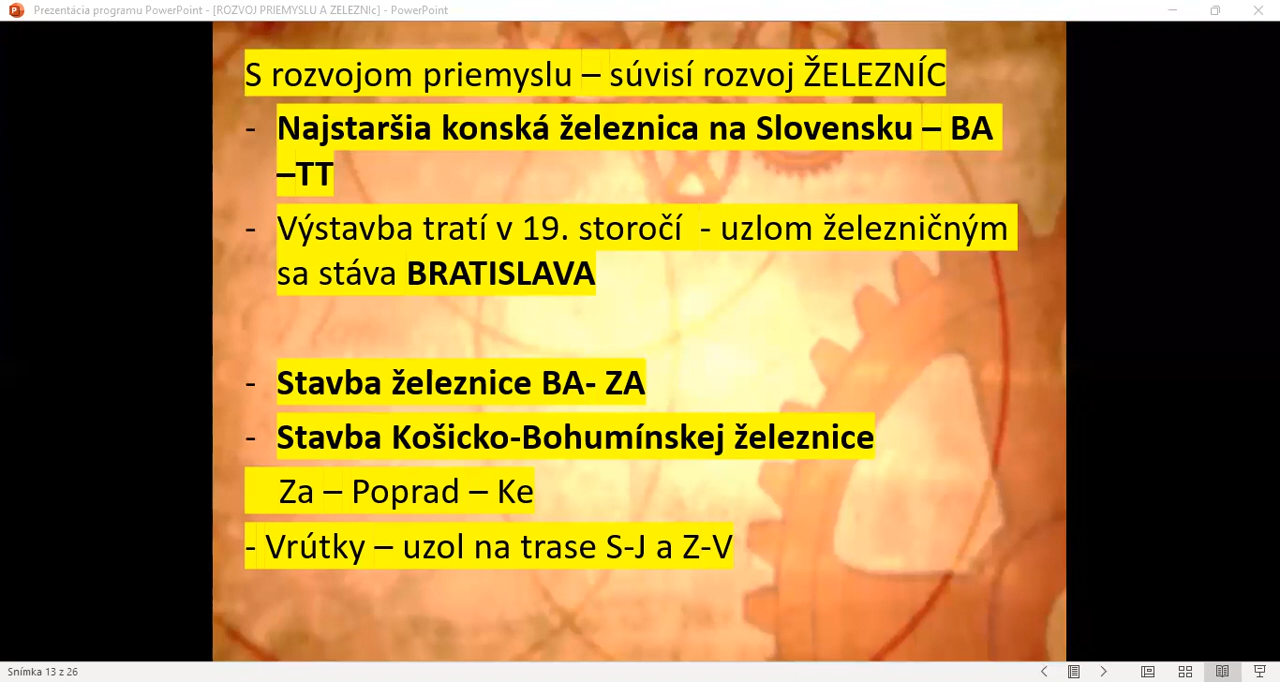 Prezentácia programu PowerPoint - [ROZVOJ PRIEMYSLU A ZELEZNIc] - PowerPoint
S rozvojom priemyslu – súvisí rozvoj ŽELEZNÍC
- Najstaršia konská železnica na Slovensku – BA
–TT
- Výstavba tratí v 19. storočí - uzlom železničným
sa stáva BRATISLAVA
- Stavba železnice BA- ZA
- Stavba Košicko-Bohumínskej železnice
Za – Poprad – Ke
- Vrútky – uzol na trase S-J a Z-V
Snímka 13 z 26